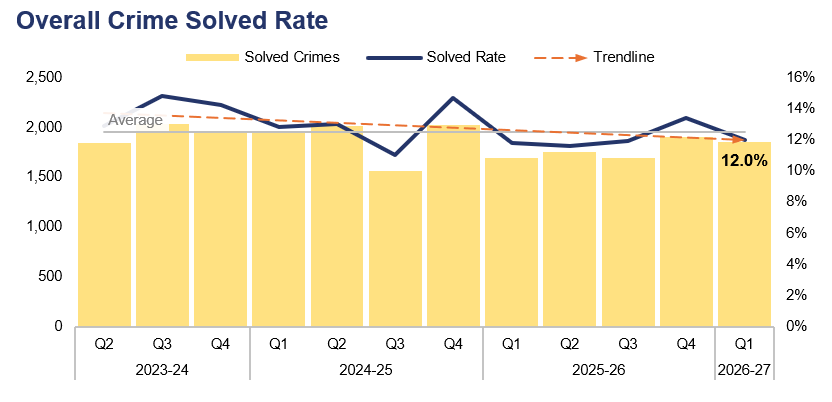 Overall Crime Solved Rate
Solved Crimes Solved Rate Trendline
2,500 16%
14%
2,000 Average 12%
12.0%
1,500 10%
8%
1,000 6%
500 4%
2%
0 0%
Q2 Q3 Q4 Q1 Q2 Q3 Q4 Q1 Q2 Q3 Q4 Q1
2023-24 2024-25 2025-26 2026-27